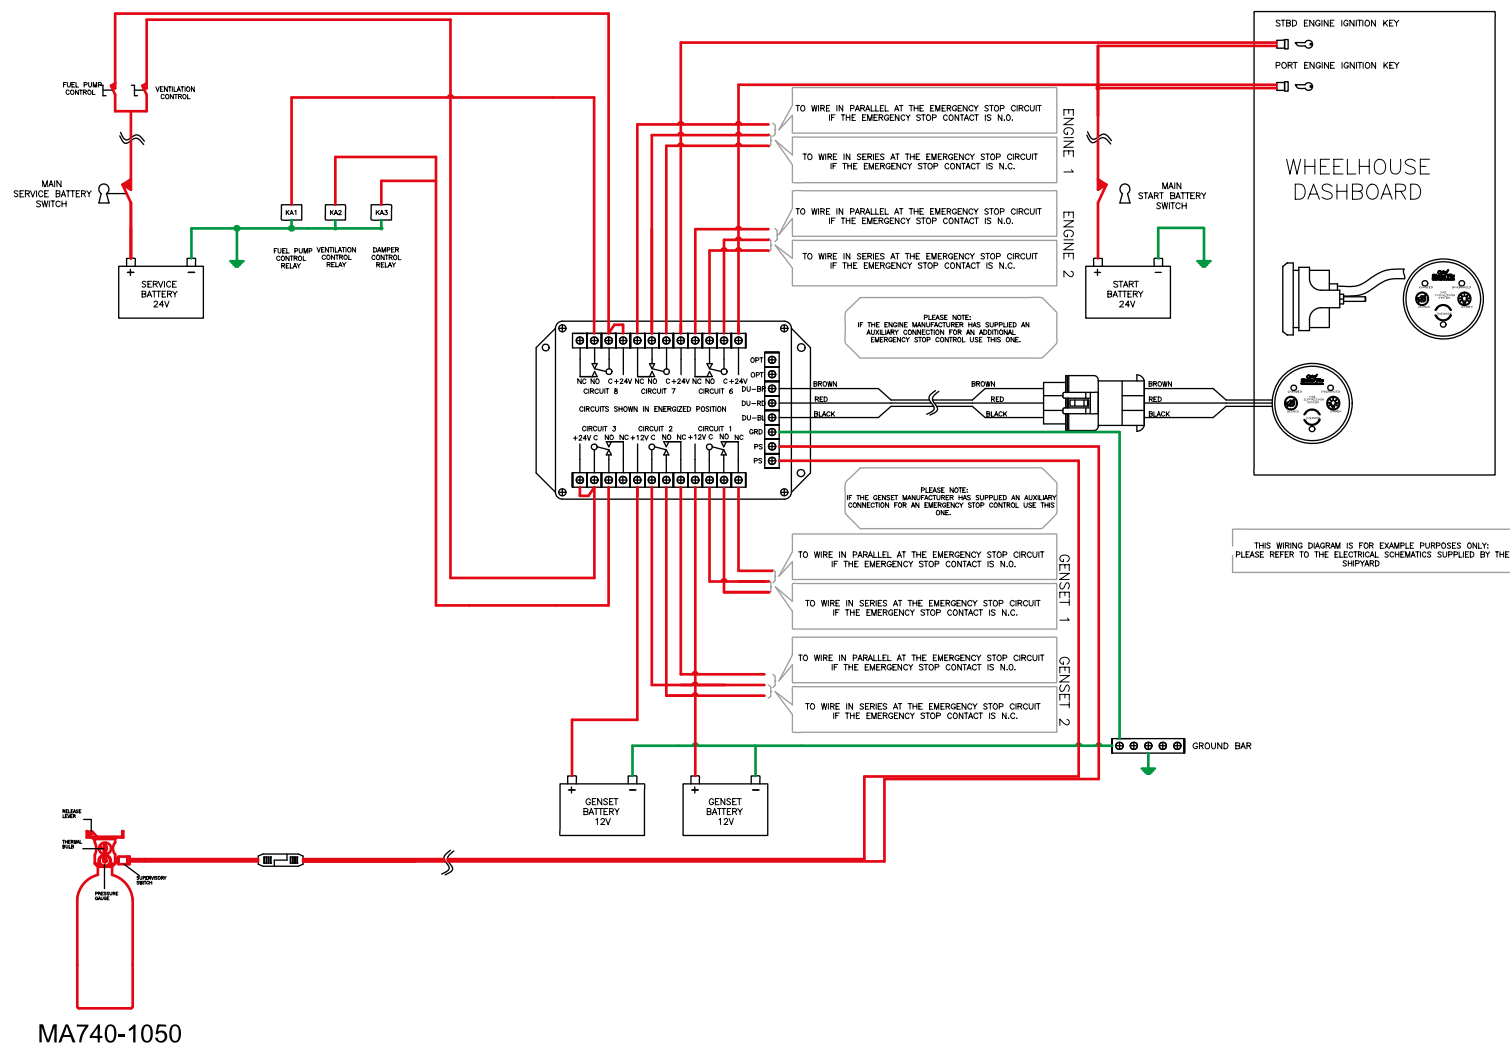 STBD ENGINE IGNITION KEY
PORT ENGINE IGNITION KEY
WHEELHOUSE
DASHBOARD
FUEL PUMP
CONTROL
VENTILATION
CONTROL
MAIN
SERVICE BATTERY
SWITCH
KA1
KA2
KA3
FUEL PUMP
CONTROL
RELAY
VENTILATION
CONTROL
RELAY
DAMPER
CONTROL
RELAY
+ −
SERVICE
BATTERY
24V
TO WIRE IN PARALLEL AT THE EMERGENCY STOP CIRCUIT
IF THE EMERGENCY STOP CONTACT IS N.O.
TO WIRE IN SERIES AT THE EMERGENCY STOP CIRCUIT
IF THE EMERGENCY STOP CONTACT IS N.C.
ENGINE 1
TO WIRE IN PARALLEL AT THE EMERGENCY STOP CIRCUIT
IF THE EMERGENCY STOP CONTACT IS N.O.
TO WIRE IN SERIES AT THE EMERGENCY STOP CIRCUIT
IF THE EMERGENCY STOP CONTACT IS N.C.
ENGINE 2
MAIN
START BATTERY
SWITCH
+ −
START
BATTERY
24V
PLEASE NOTE:
IF THE ENGINE MANUFACTURER HAS SUPPLIED AN
AUXILIARY CONNECTION FOR AN ADDITIONAL
EMERGENCY STOP CONTROL USE THIS ONE.
NC NO C +24V NC NO C +24V NC NO C +24V
CIRCUIT 8
CIRCUIT 7
CIRCUIT 6
CIRCUITS SHOWN IN ENERGIZED POSITION
CIRCUIT 3
CIRCUIT 2
CIRCUIT 1
+24V C NO NC +12V C NO NC +12V C NO NC
OPT
OPT
DU-BR
DU-RD
DU-BL
GRD
PS
PS
BROWN
RED
BLACK
BROWN
RED
BLACK
BROWN
RED
BLACK
PLEASE NOTE:
IF THE GENSET MANUFACTURER HAS SUPPLIED AN AUXILIARY
CONNECTION FOR AN EMERGENCY STOP CONTROL USE THIS
ONE.
TO WIRE IN PARALLEL AT THE EMERGENCY STOP CIRCUIT
IF THE EMERGENCY STOP CONTACT IS N.O.
TO WIRE IN SERIES AT THE EMERGENCY STOP CIRCUIT
IF THE EMERGENCY STOP CONTACT IS N.C.
GENSET 1
TO WIRE IN PARALLEL AT THE EMERGENCY STOP CIRCUIT
IF THE EMERGENCY STOP CONTACT IS N.O.
TO WIRE IN SERIES AT THE EMERGENCY STOP CIRCUIT
IF THE EMERGENCY STOP CONTACT IS N.C.
GENSET 2
THIS WIRING DIAGRAM IS FOR EXAMPLE PURPOSES ONLY:
PLEASE REFER TO THE ELECTRICAL SCHEMATICS SUPPLIED BY THE
SHIPYARD
GROUND BAR
+ −
GENSET
BATTERY
12V
+ −
GENSET
BATTERY
12V
RELEASE
LEVER
THERMAL
BULB
SUPERVISORY
SWITCH
PRESSURE
GAUGE
MA740-1050